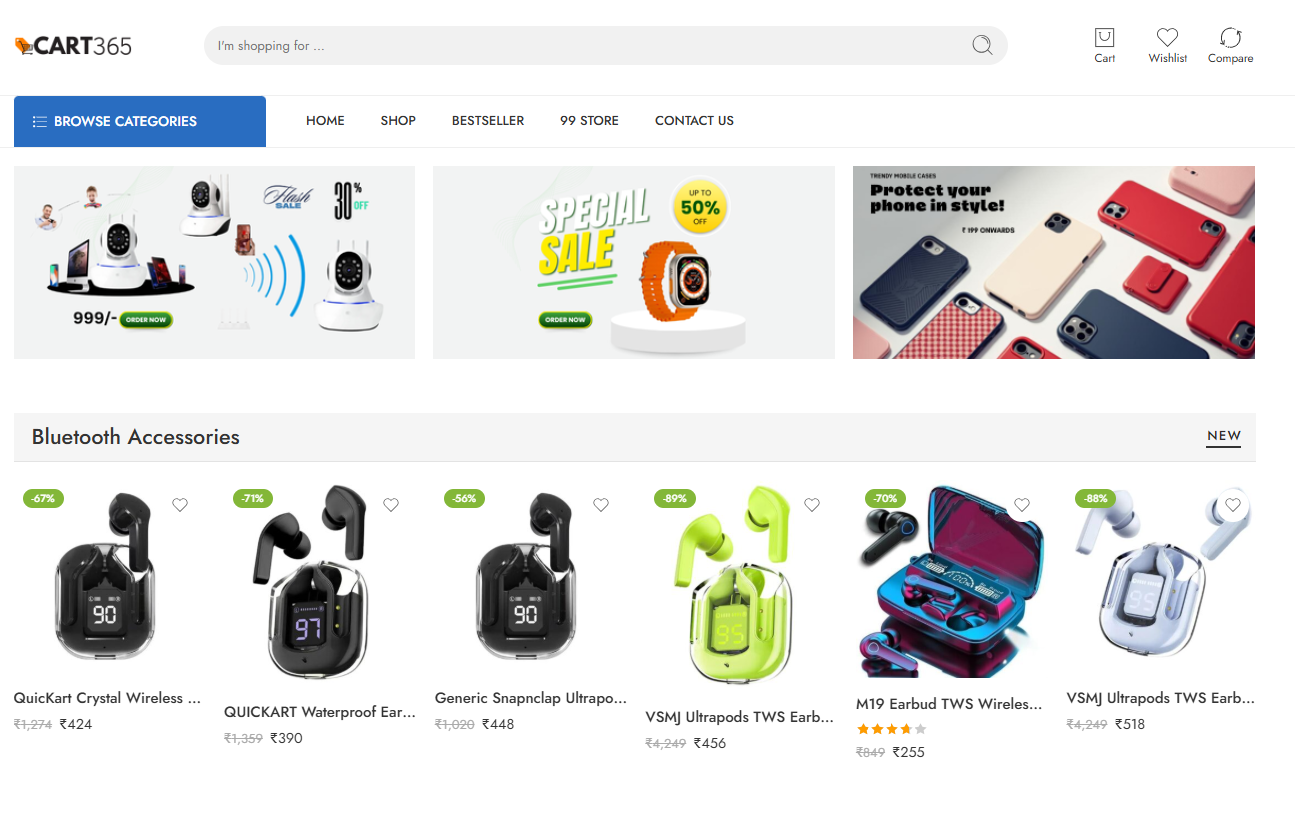 CART365
I'm shopping for ...
Cart
Wishlist
Compare
BROWSE CATEGORIES
HOME
SHOP
BESTSELLER
99 STORE
CONTACT US
Flash
SALE
30%
OFF
999/-
ORDER NOW
SPECIAL
SALE
UP TO
50%
OFF
ORDER NOW
TRENDY MOBILE CASES
Protect your
phone in style!
₹ 199 ONWARDS
Bluetooth Accessories
NEW
-67%
90
QuicKart Crystal Wireless ...
₹1,274 ₹424
-71%
97
QUICKART Waterproof Ear...
₹1,359 ₹390
-56%
90
Generic Snapnclap Ultrapo...
₹1,020 ₹448
-89%
95
VSMJ Ultrapods TWS Earb...
₹4,249 ₹456
-70%
M19 Earbud TWS Wireles...
₹849 ₹255
-88%
95
VSMJ Ultrapods TWS Earb...
₹4,249 ₹518